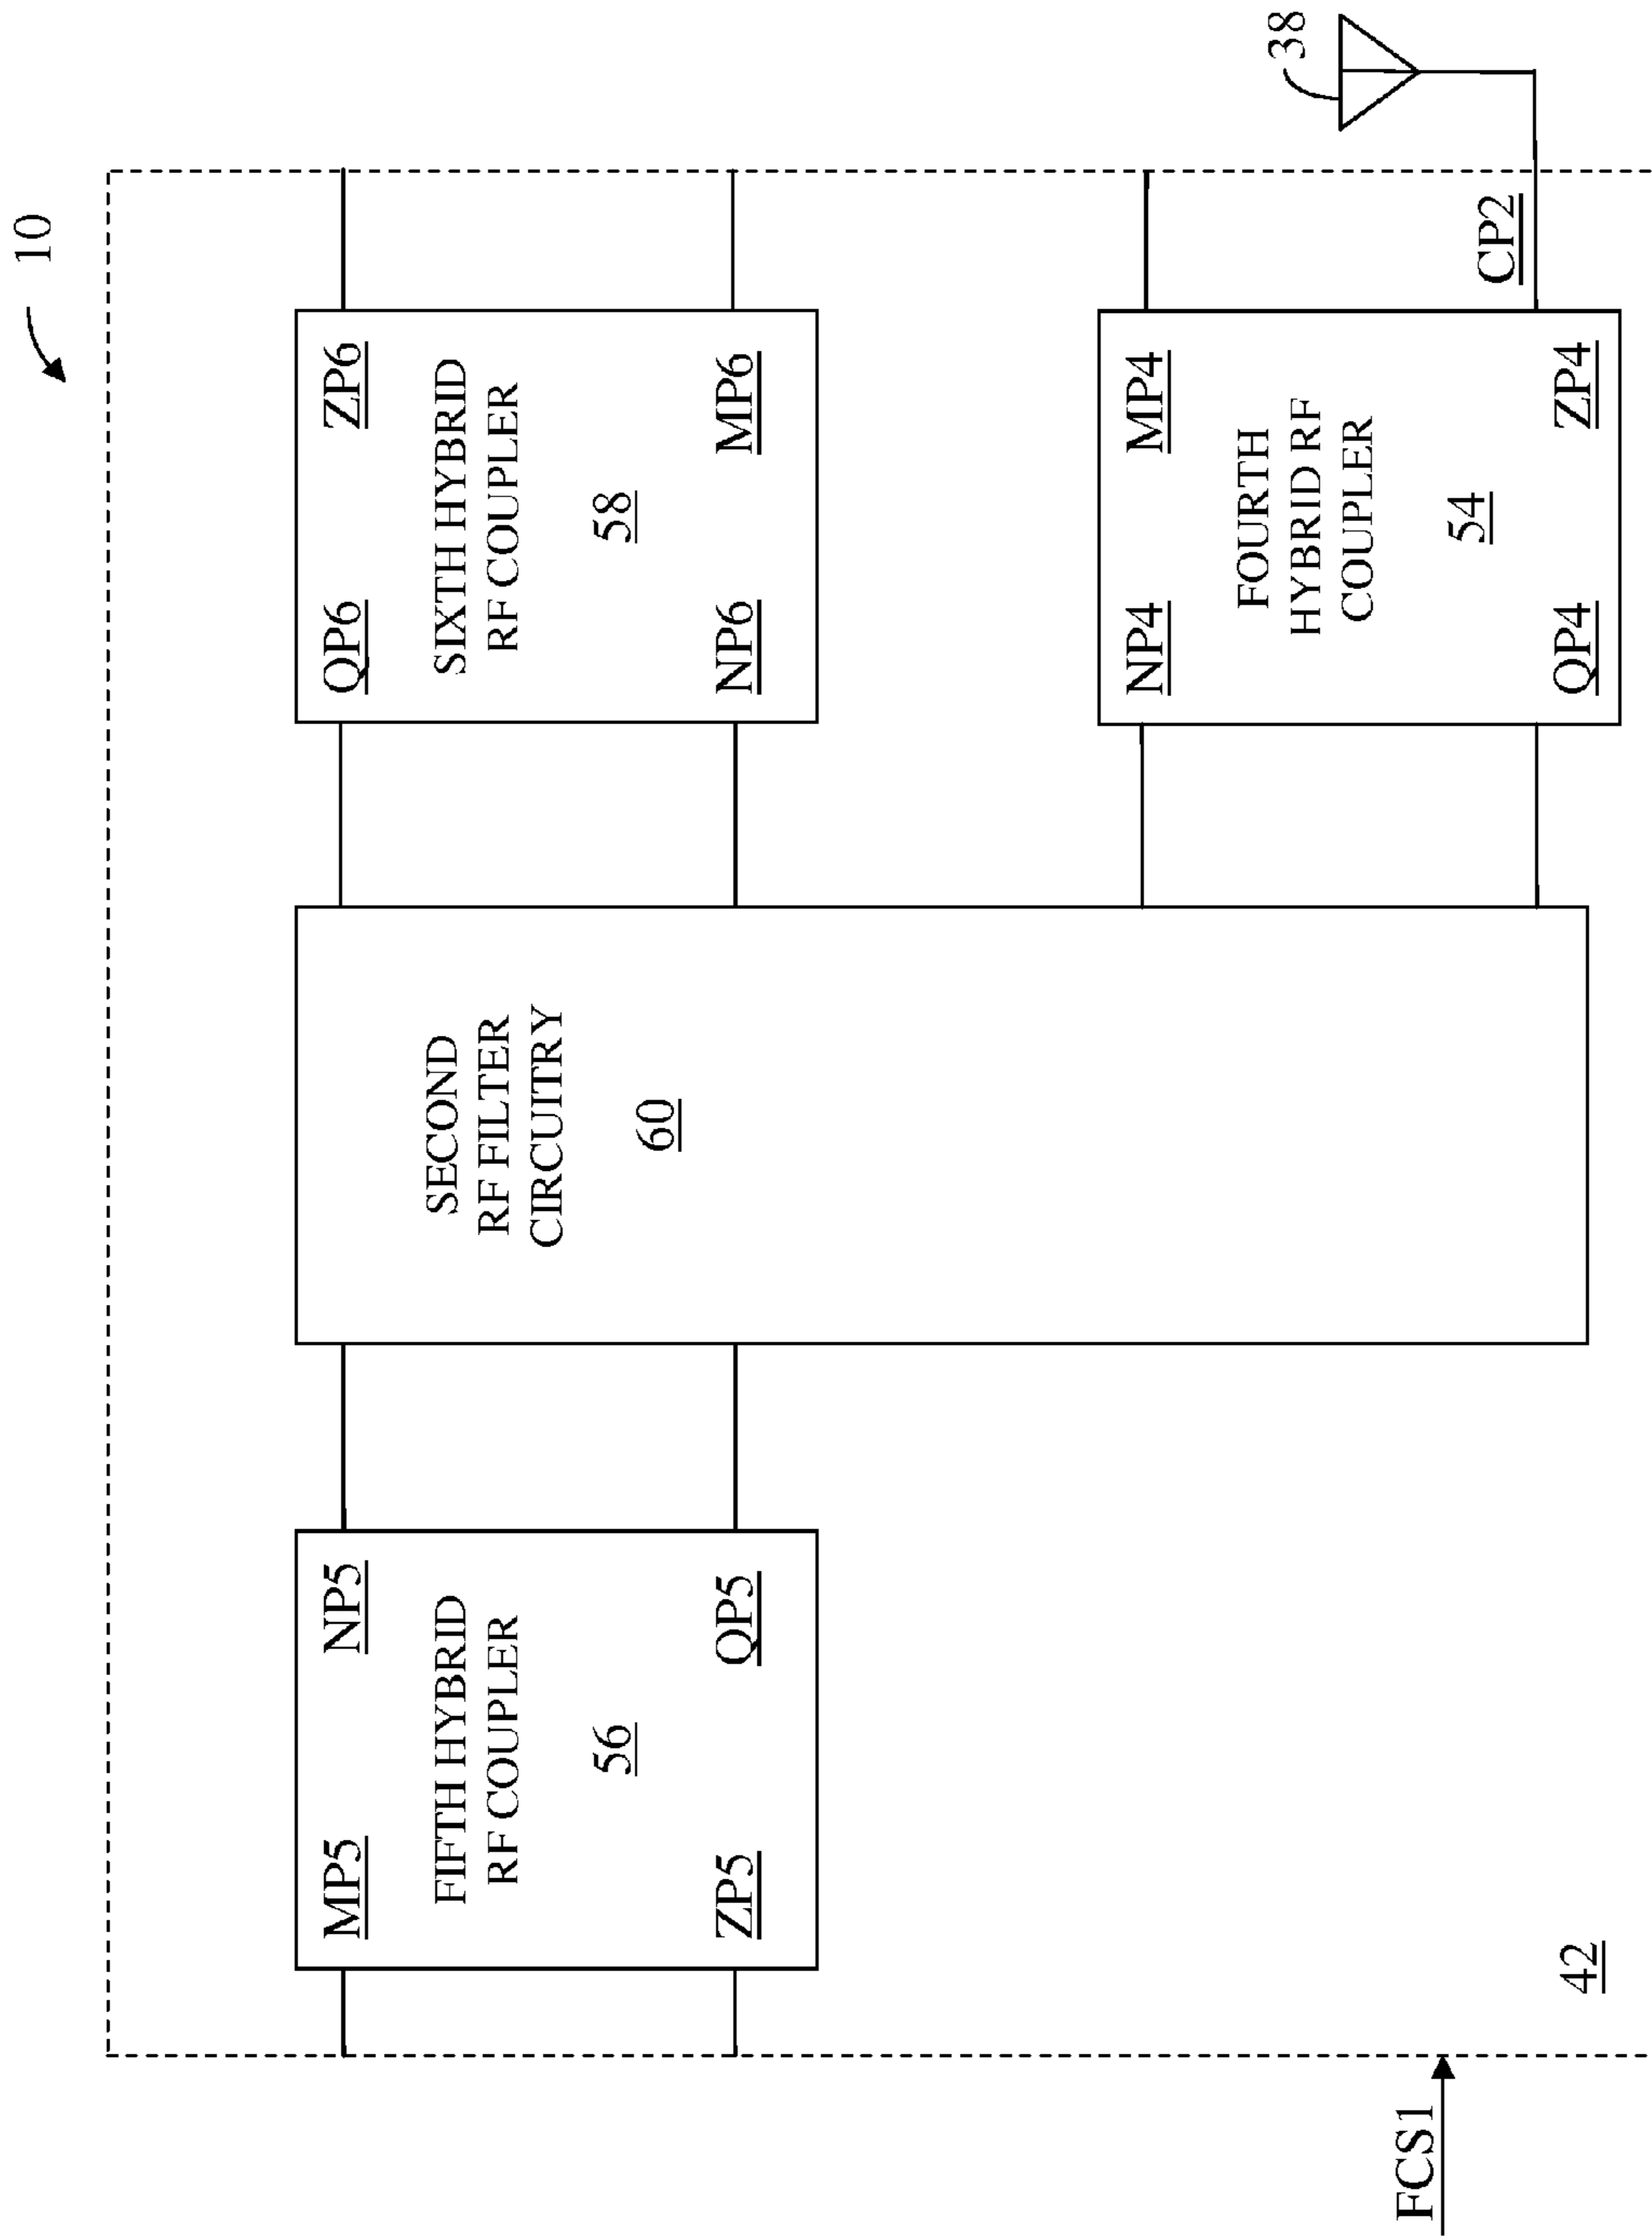 10
MP5
NP5
FIFTH HYBRID
RF COUPLER
56
ZP5
QP5
SECOND
RF FILTER
CIRCUITRY
60
QP6
ZP6
SIXTH HYBRID
RF COUPLER
58
NP6
MP6
NP4
MP4
FOURTH
HYBRID RF
COUPLER
54
QP4
ZP4
38
CP2
FCS1
42